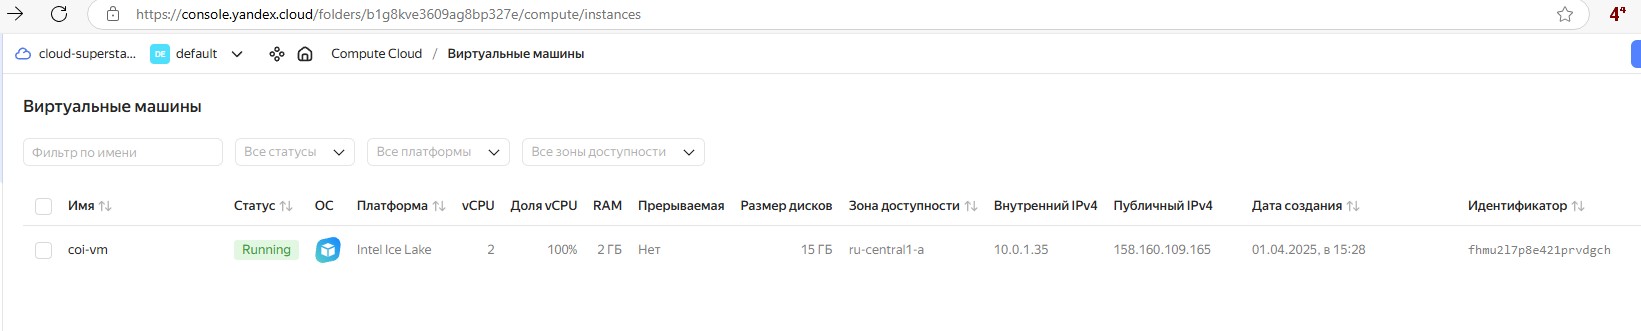 https://console.yandex.cloud/folders/b1g8kve3609ag8bp327e/compute/instances
4⁴
cloud-supersta... DE default Compute Cloud / Виртуальные машины
Виртуальные машины
Фильтр по имени Все статусы Все платформы Все зоны доступности
Имя Статус ОС Платформа vCPU Доля vCPU RAM Прерываемая Размер дисков Зона доступности Внутренний IPv4 Публичный IPv4 Дата создания Идентификатор
coi-vm Running Intel Ice Lake 2 100% 2 ГБ Нет 15 ГБ ru-central1-a 10.0.1.35 158.160.109.165 01.04.2025, в 15:28 fhmu2l7p8e421prvdgch